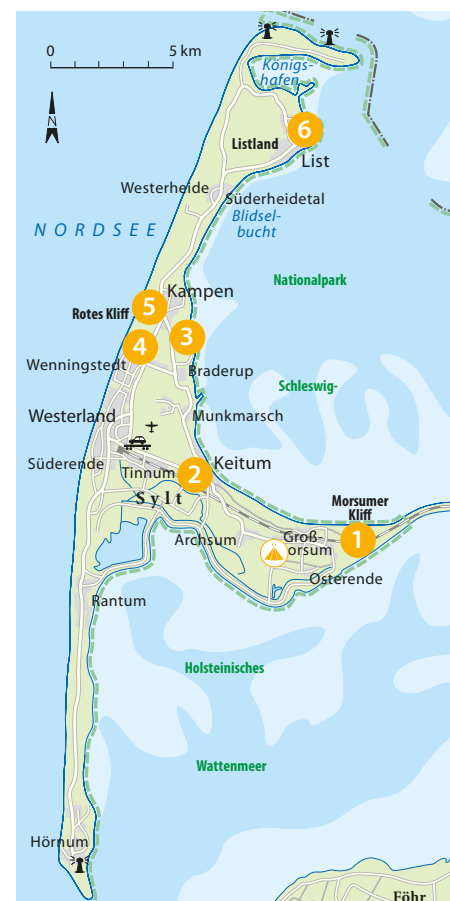 0 5 km
Königs-
hafen
N
6
Listland
List
Westerheide
Süderheidetal
Blidsel-
bucht
NORDSEE
Nationalpark
Kampen
5
Rotes Kliff
3
4
Wenningstedt
Braderup
Schleswig-
Munkmarsch
Westerland
Keitum
Süderende
Tinnum
2
Sylt
Morsumer
Kliff
Archsum
Groß-
orsum
1
Osterende
Rantum
Holsteinisches
Wattenmeer
Hörnum
Föhr